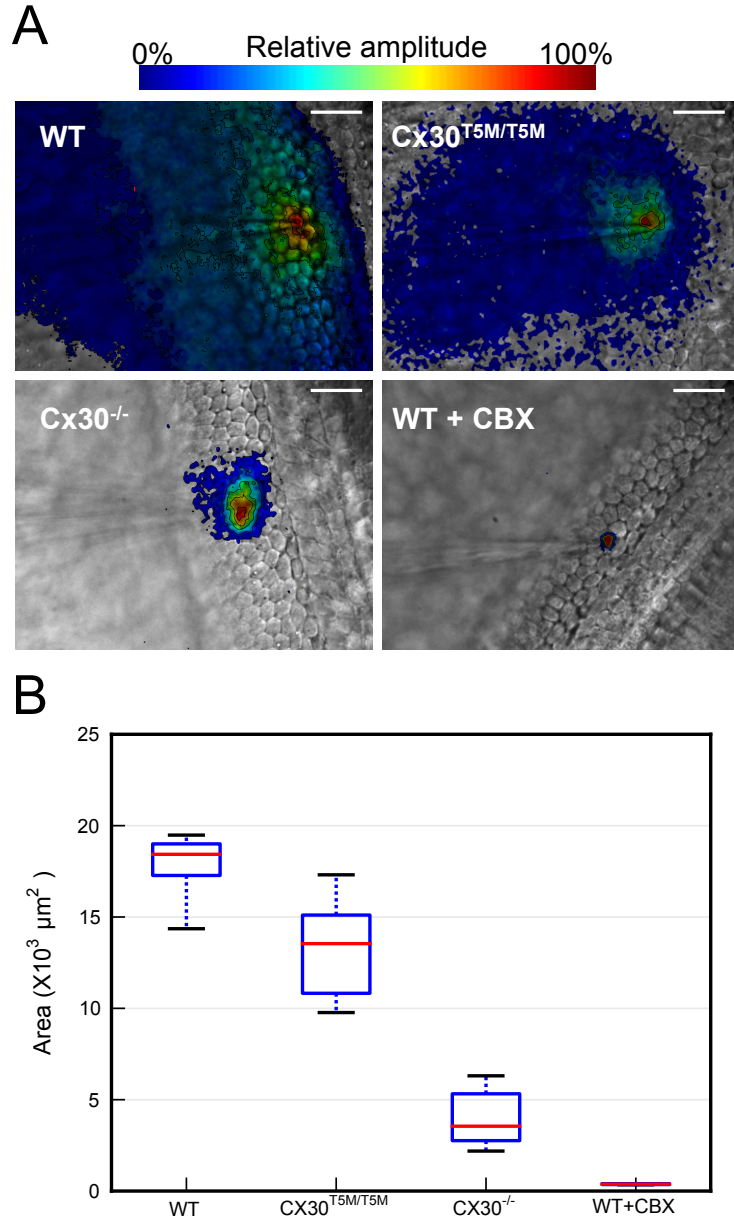 A
0% Relative amplitude 100%
WT
Cx30T5M/T5M
Cx30-/-
WT + CBX
B
Area (X10³ µm²)
25
20
15
10
5
0
WT CX30T5M/T5M CX30-/- WT+CBX